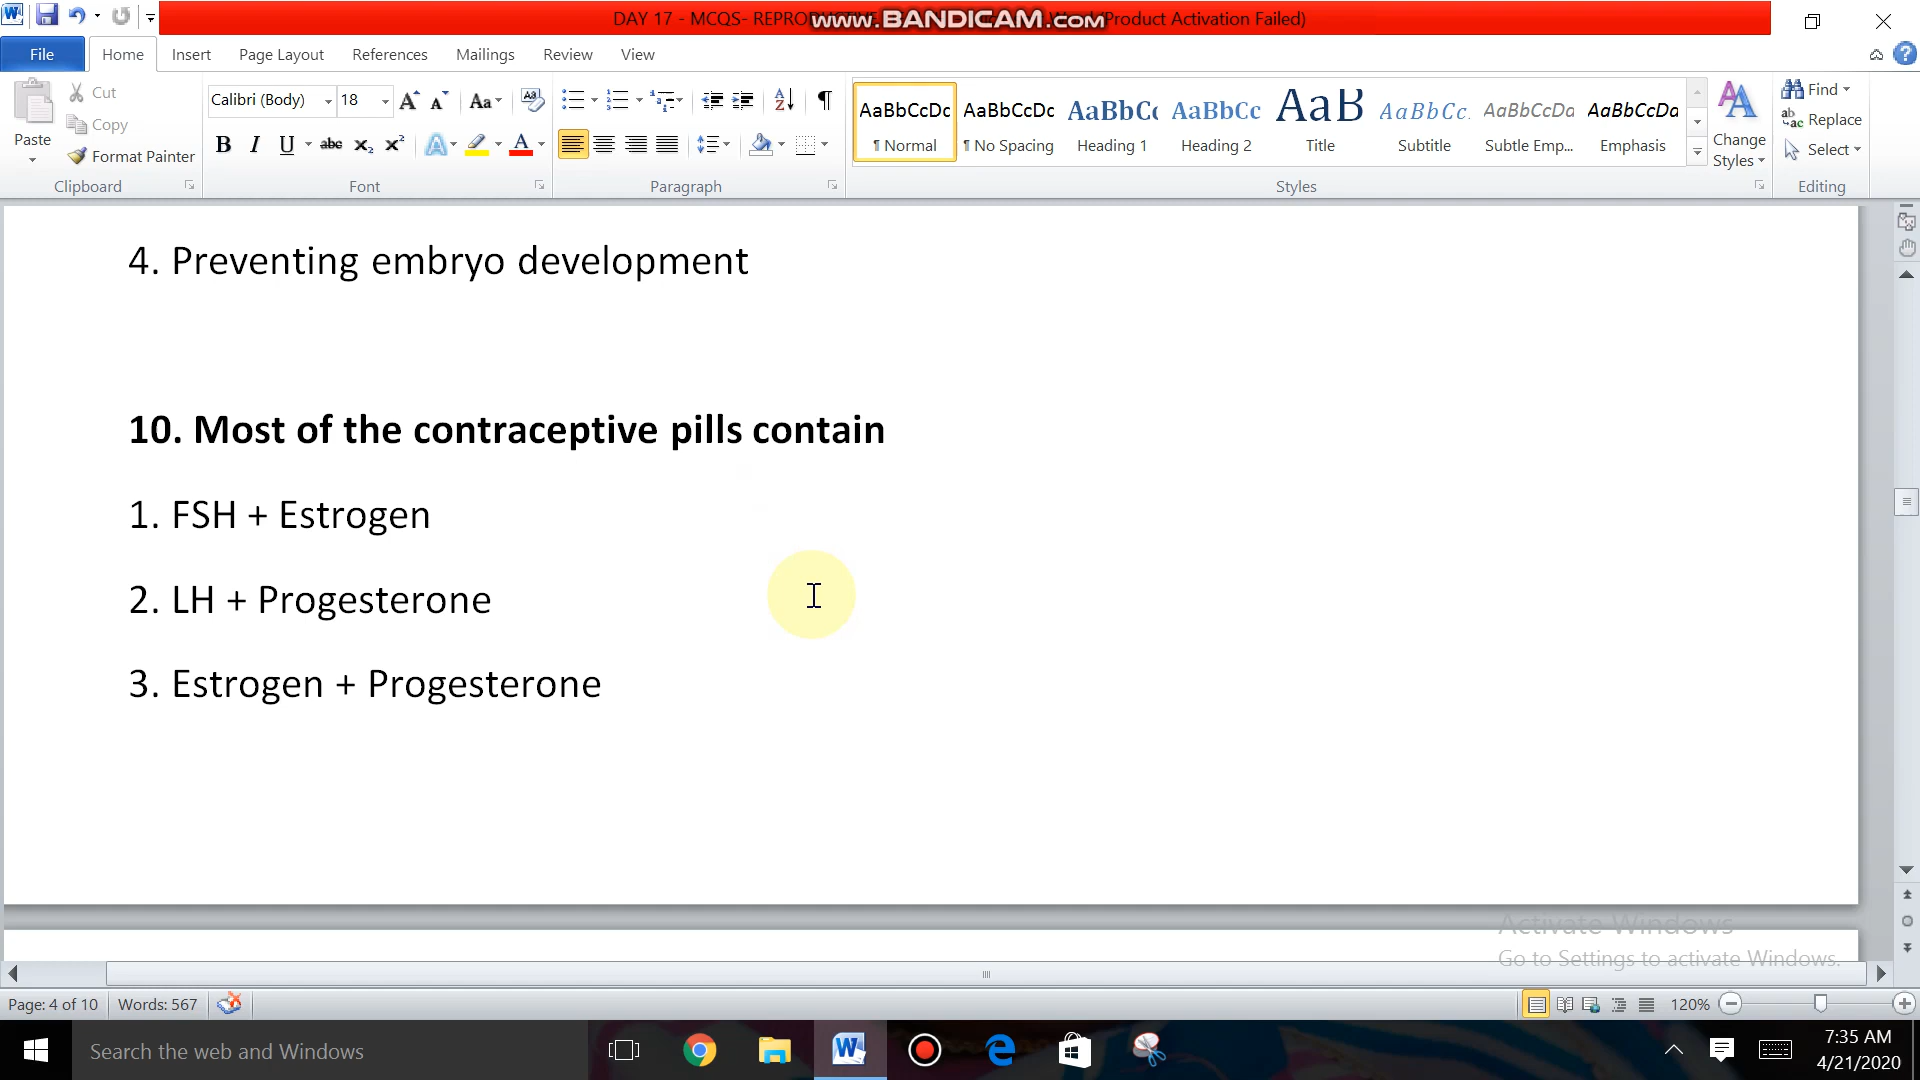 DAY 17 - MCQS- REPROD
(Product Activation Failed)
www.BANDICAM.com
File Home Insert Page Layout References Mailings Review View
Paste
Cut
Copy
Format Painter
Clipboard
Calibri (Body) 18
Font
Paragraph
AaBbCcDc AaBbCcDc AaBbCc AaBbCc AaB AaBbCc. AaBbCcDa AaBbCcDa
¶ Normal ¶ No Spacing Heading 1 Heading 2 Title Subtitle Subtle Emp... Emphasis
Styles
Change
Styles
Find
Replace
Select
Editing
4. Preventing embryo development
10. Most of the contraceptive pills contain
1. FSH + Estrogen
2. LH + Progesterone
3. Estrogen + Progesterone
Activate Windows
Go to Settings to activate Windows.
Page: 4 of 10 Words: 567 120%
Search the web and Windows
7:35 AM
4/21/2020